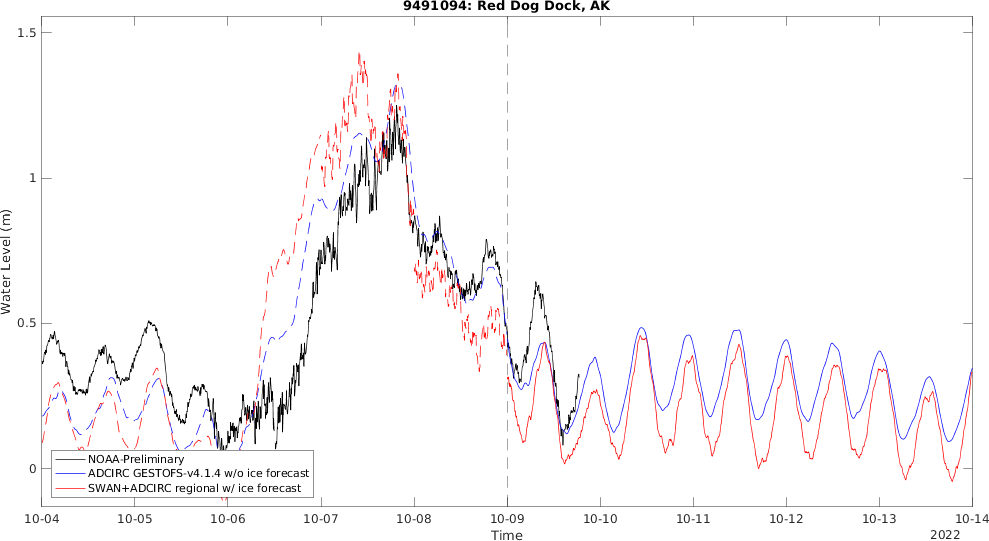 9491094: Red Dog Dock, AK
Water Level (m)
1.5
1
0.5
0
NOAA-Preliminary
ADCIRC GESTOFS-v4.1.4 w/o ice forecast
SWAN+ADCIRC regional w/ ice forecast
10-04 10-05 10-06 10-07 10-08 10-09 10-10 10-11 10-12 10-13 10-14
Time
2022